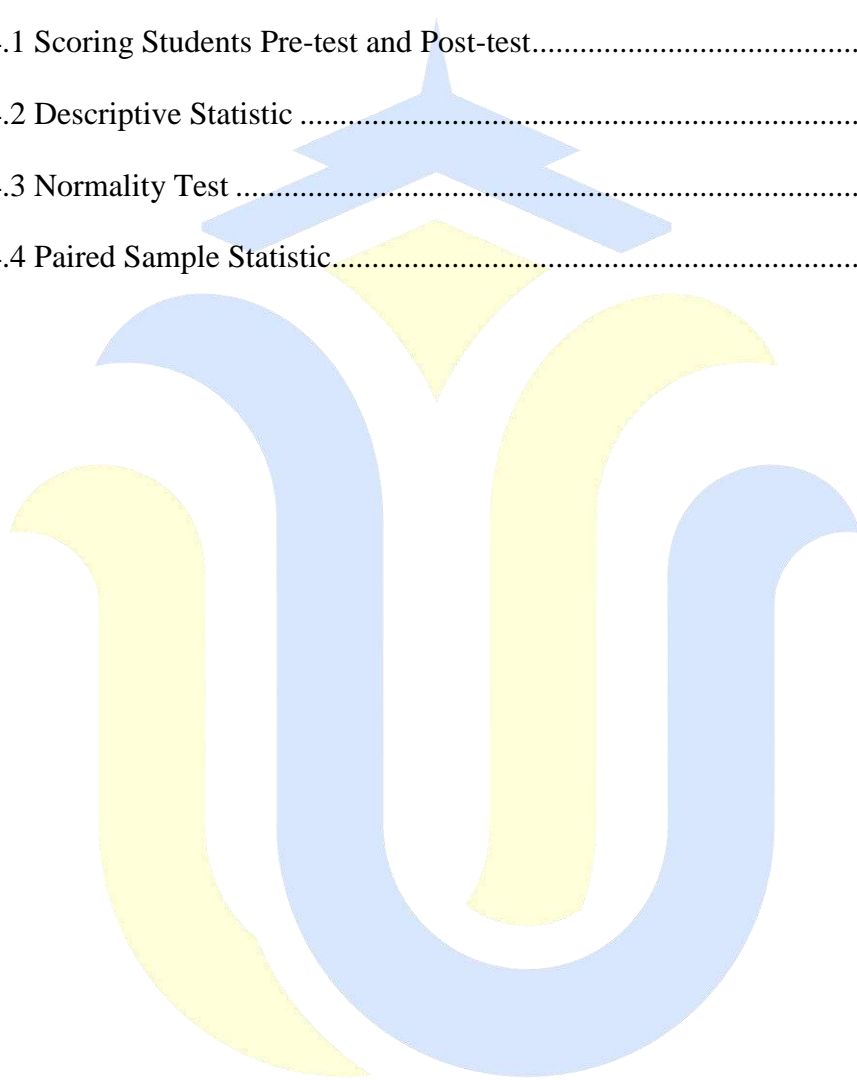 .1 Scoring Students Pre-test and Post-test.........................................
.2 Descriptive Statistic ......................................................................
.3 Normality Test ..............................................................................
.4 Paired Sample Statistic..................................................................